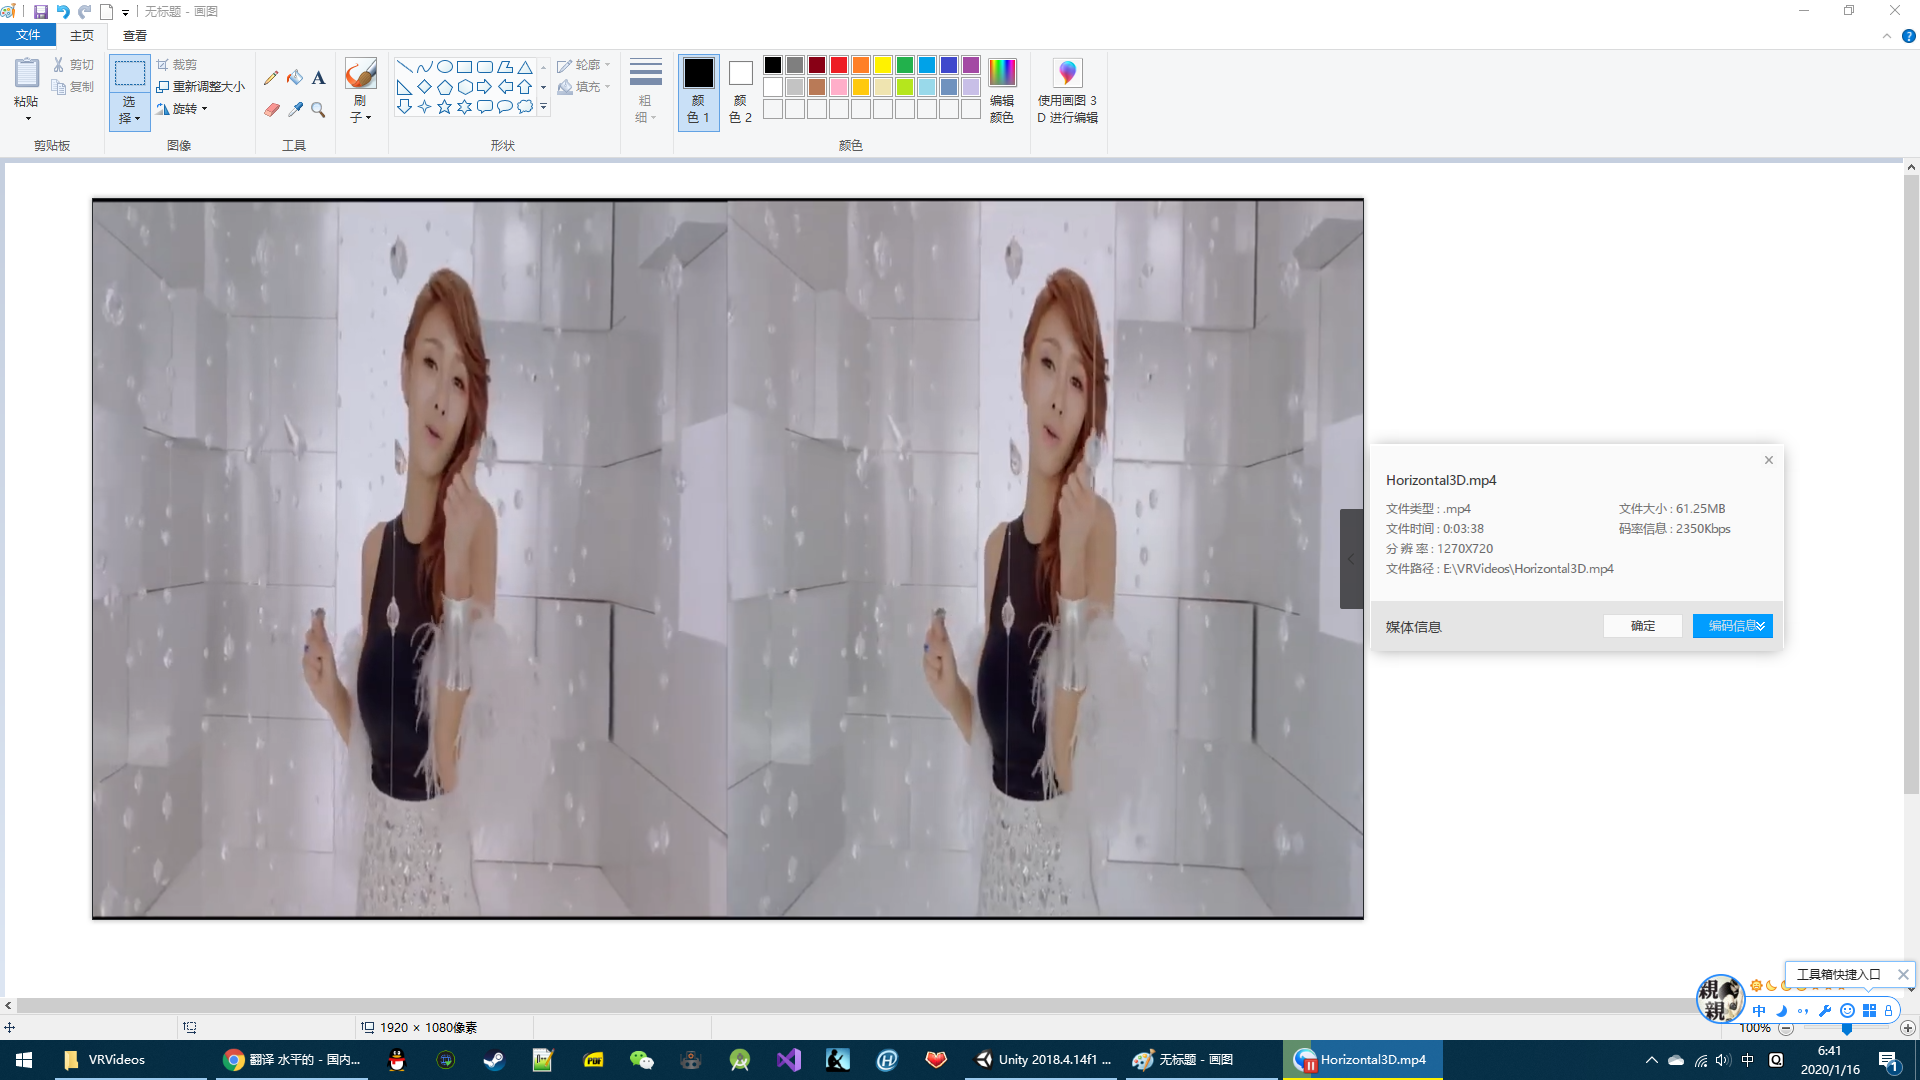 无标题 - 画图
文件 主页 查看
粘贴
剪切
复制
剪贴板
选
择
裁剪
重新调整大小
旋转
图像
A
工具
刷
子
轮廓
填充
形状
粗
细
颜
色 1
颜
色 2
颜色
编辑
颜色
使用画图 3
D 进行编辑
Horizontal3D.mp4
文件类型 : .mp4 文件大小 : 61.25MB
文件时间 : 0:03:38 码率信息 : 2350Kbps
分 辨 率 : 1270X720
文件路径 : E:\VRVideos\Horizontal3D.mp4
媒体信息 确定 编码信息
工具箱快捷入口
親
親
中
1920 × 1080像素 100%
VRVideos 翻译 水平的 - 国内... PDF Unity 2018.4.14f1 ... 无标题 - 画图 Horizontal3D.mp4 中 6:41
2020/1/16 1